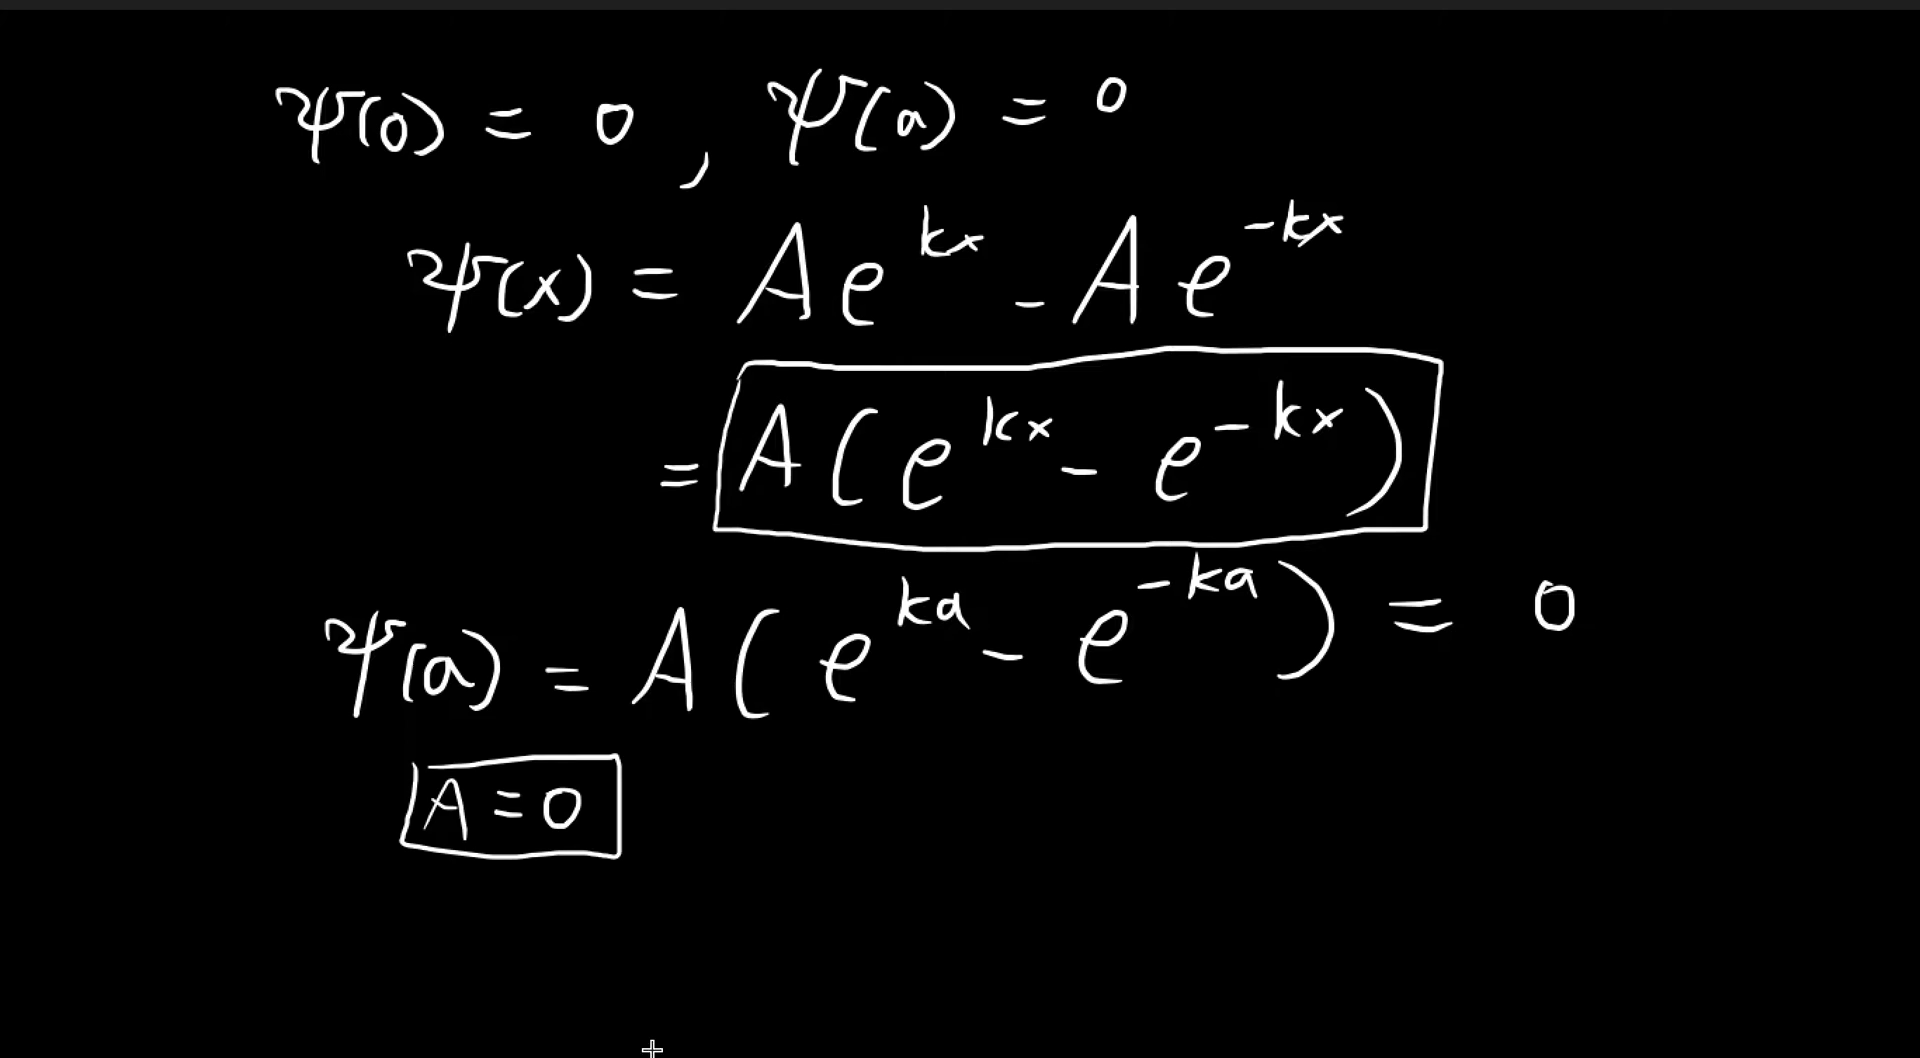 ψ(0) = 0 , ψ(a) = 0
ψ(x) = Ae^{kx} - Ae^{-kx}
= A(e^{kx} - e^{-kx})
ψ(a) = A(e^{ka} - e^{-ka}) = 0
A = 0